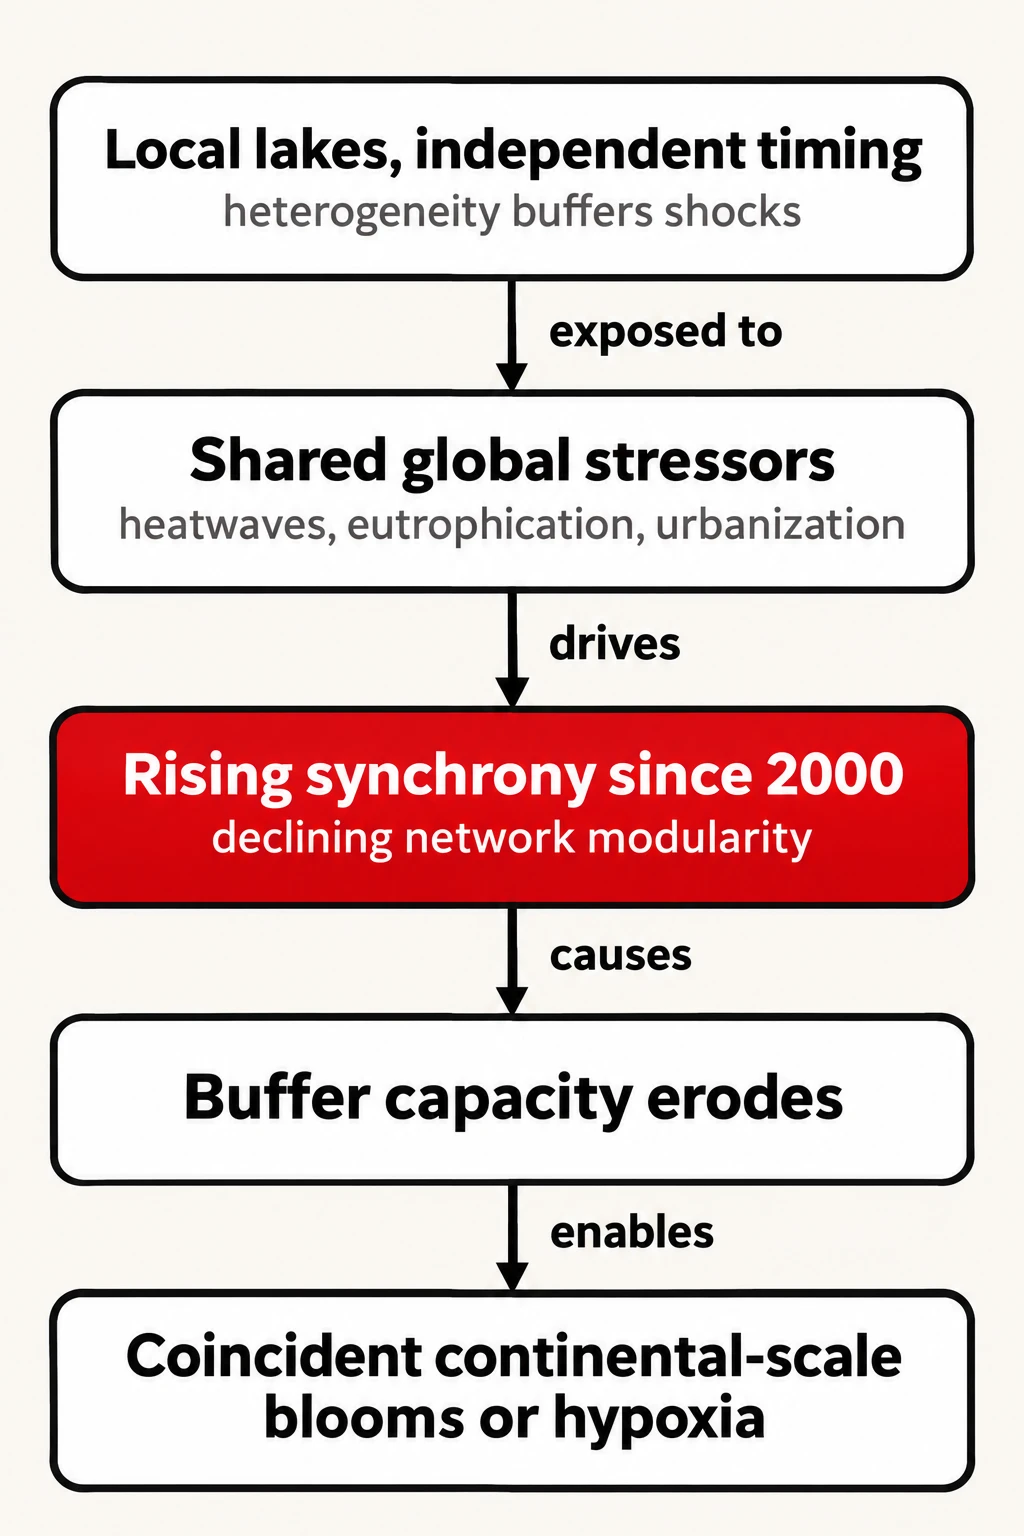 Local lakes, independent timing
heterogeneity buffers shocks
exposed to
Shared global stressors
heatwaves, eutrophication, urbanization
drives
Rising synchrony since 2000
declining network modularity
causes
Buffer capacity erodes
enables
Coincident continental-scale
blooms or hypoxia